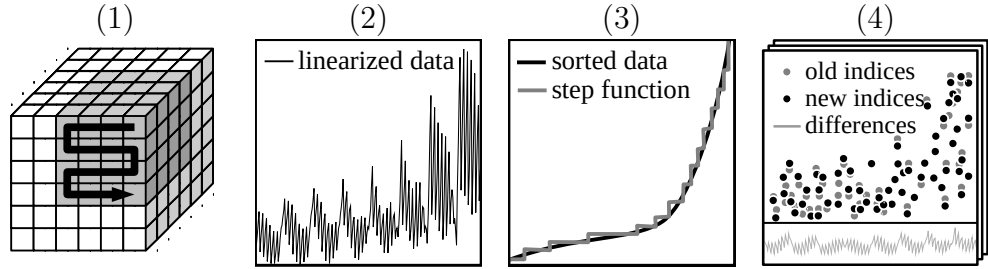 (1)
(2)
(3)
(4)
linearized data
sorted data
step function
old indices
new indices
differences